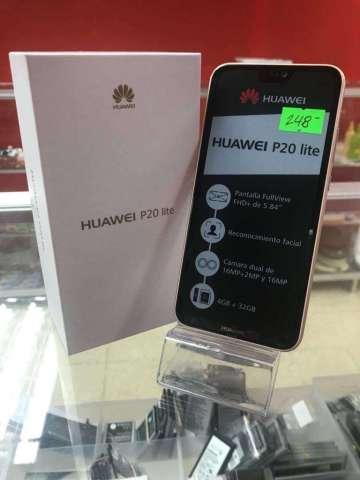 HUAWEI
HUAWEI P20 lite
HUAWEI
248-
HUAWEI P20 lite
Pantalla FullView
FHD+ de 5.84"
Reconocimiento facial
Cámara dual de
16MP+2MP y 16MP
4GB + 32GB
HUAWEI